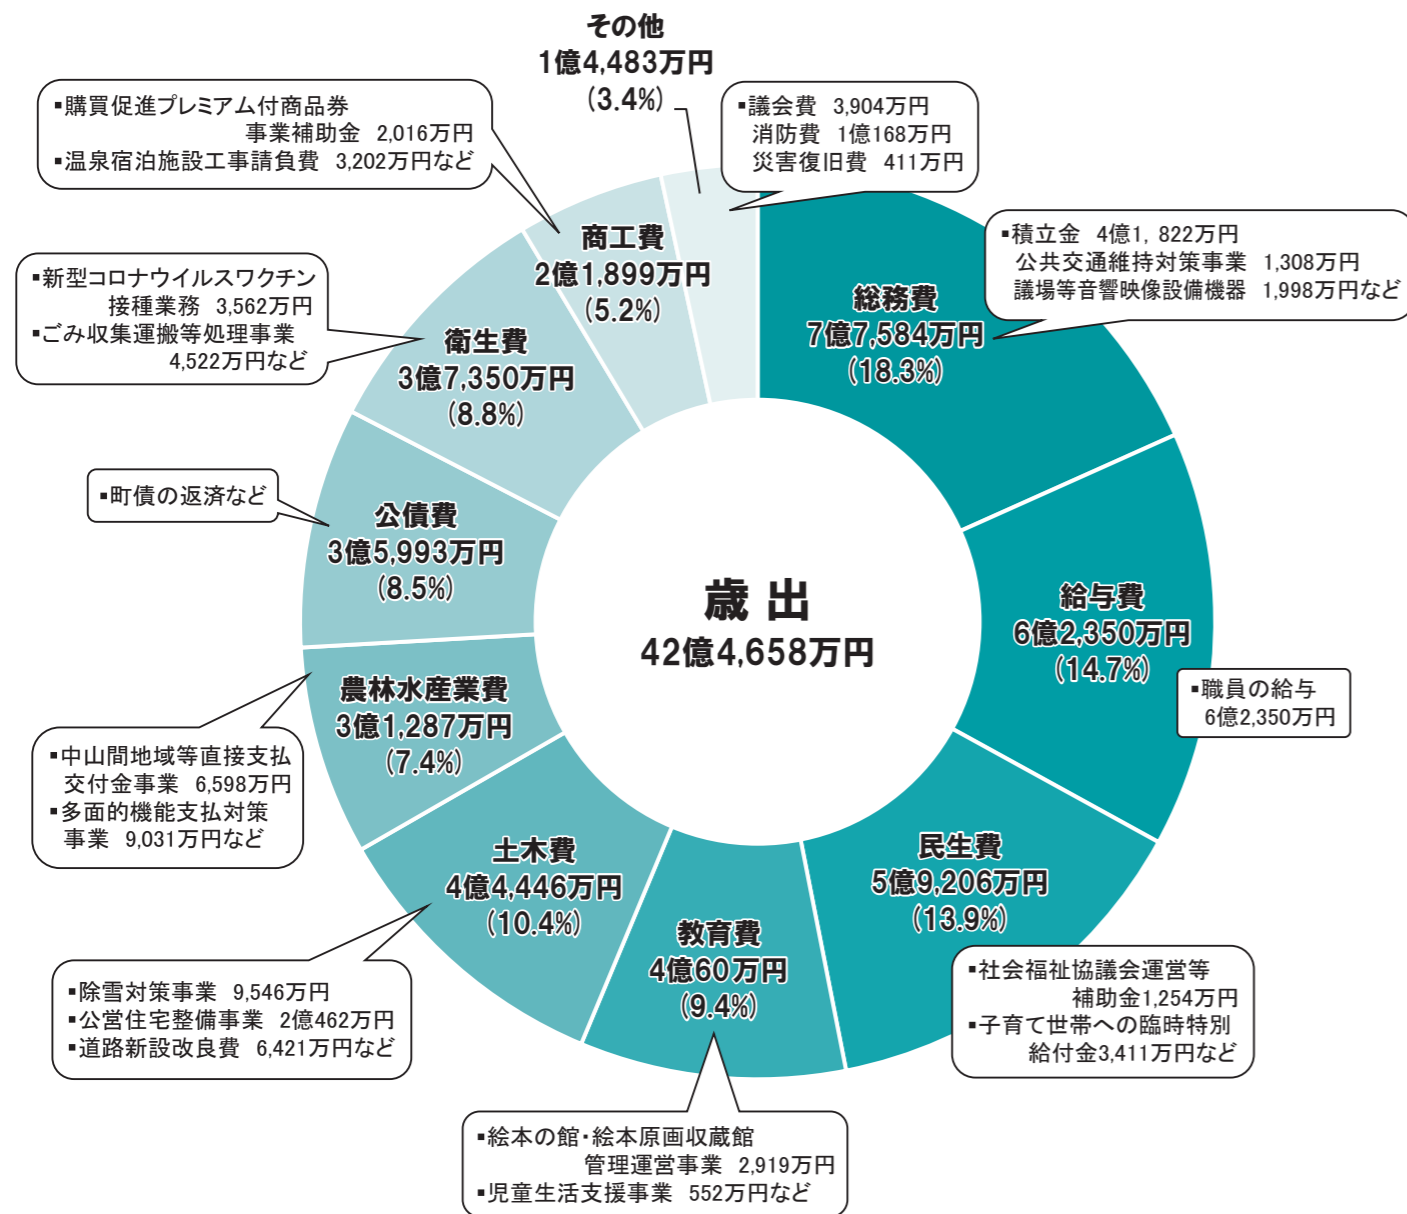 その他
1億4,483万円
(3.4%)
▪議会費 3,904万円
消防費 1億168万円
災害復旧費 411万円
▪購買促進プレミアム付商品券
事業補助金 2,016万円
▪温泉宿泊施設工事請負費 3,202万円など
商工費
2億1,899万円
(5.2%)
▪積立金 4億1, 822万円
公共交通維持対策事業 1,308万円
議場等音響映像設備機器 1,998万円など
総務費
7億7,584万円
(18.3%)
▪新型コロナウイルスワクチン
接種業務 3,562万円
▪ごみ収集運搬等処理事業
4,522万円など
衛生費
3億7,350万円
(8.8%)
▪町債の返済など
公債費
3億5,993万円
(8.5%)
歳出
42億4,658万円
給与費
6億2,350万円
(14.7%)
▪職員の給与
6億2,350万円
農林水産業費
3億1,287万円
(7.4%)
▪中山間地域等直接支払
交付金事業 6,598万円
▪多面的機能支払対策
事業 9,031万円など
土木費
4億4,446万円
(10.4%)
民生費
5億9,206万円
(13.9%)
教育費
4億60万円
(9.4%)
▪除雪対策事業 9,546万円
▪公営住宅整備事業 2億462万円
▪道路新設改良費 6,421万円など
▪社会福祉協議会運営等
補助金1,254万円
▪子育て世帯への臨時特別
給付金3,411万円など
▪絵本の館・絵本原画収蔵館
管理運営事業 2,919万円
▪児童生活支援事業 552万円など